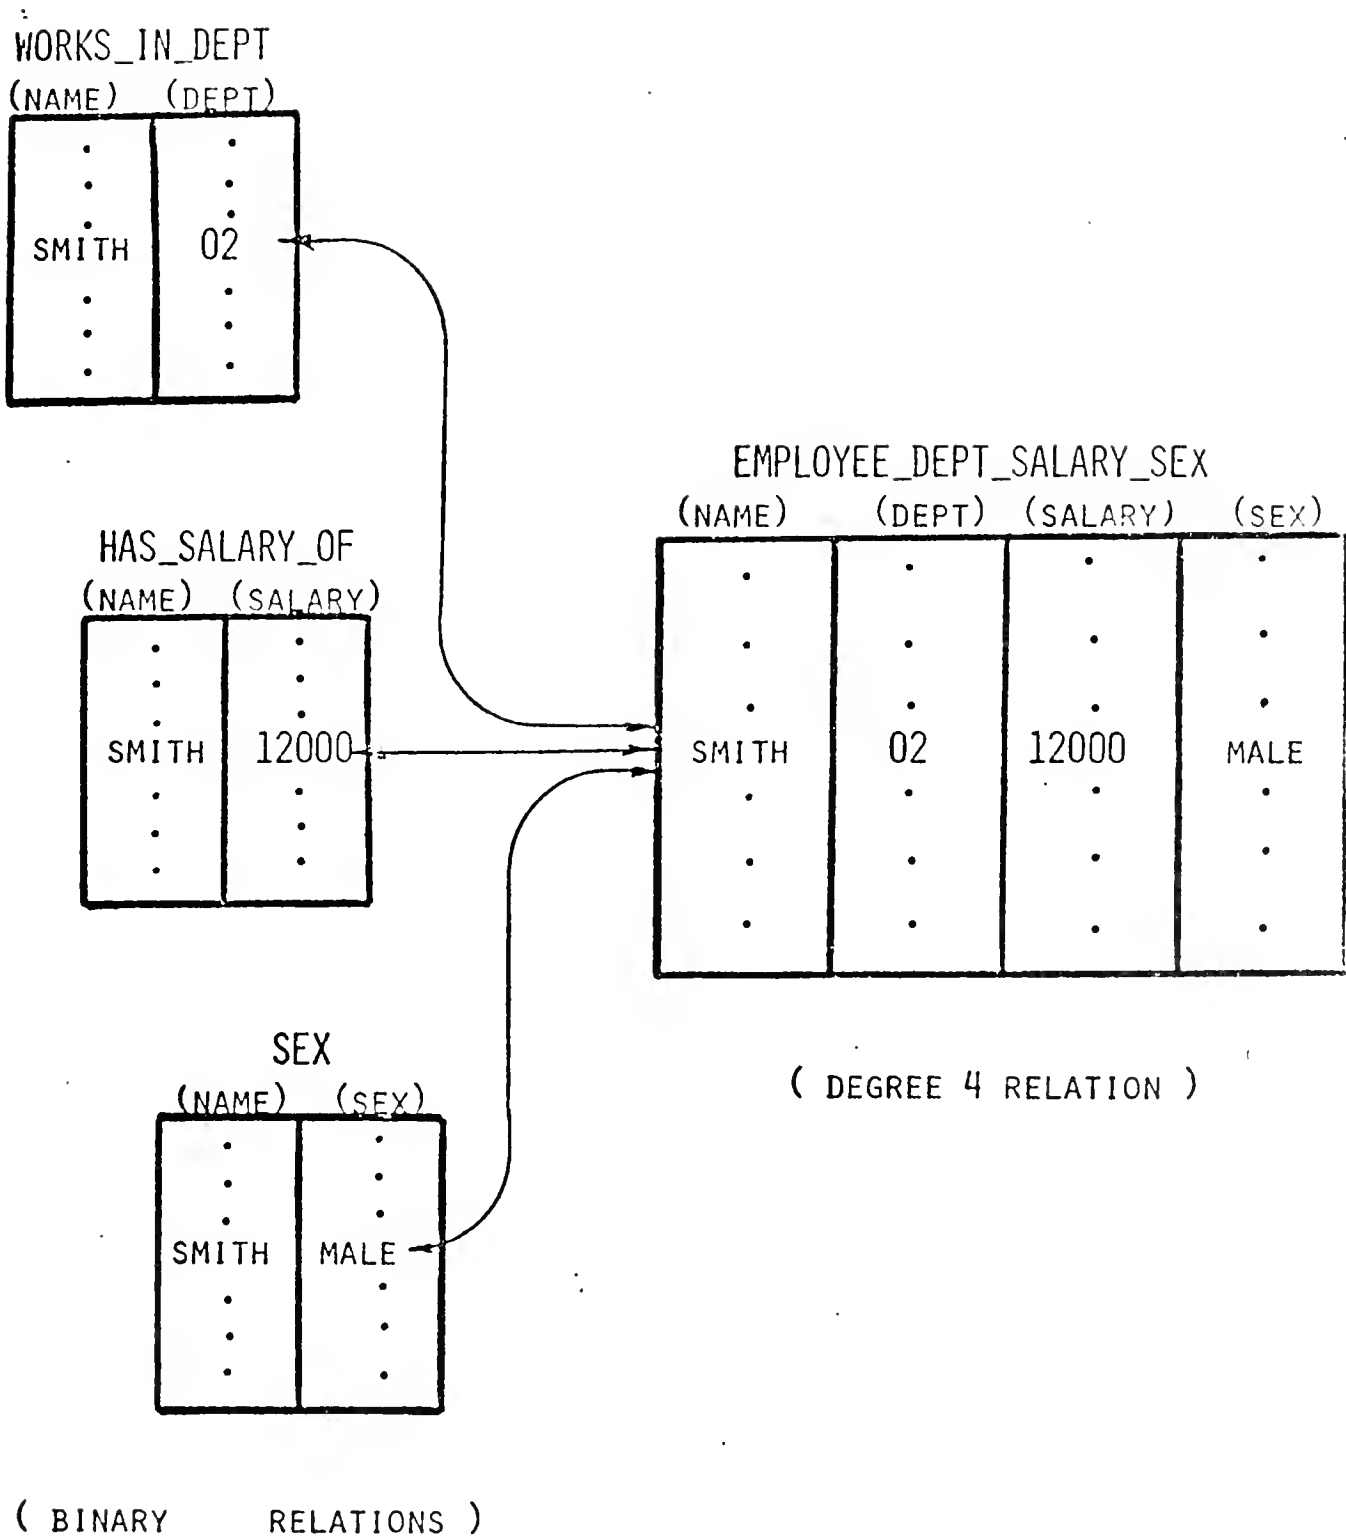 WORKS_IN_DEPT
(NAME) (DEPT)
SMITH 02
HAS_SALARY_OF
(NAME) (SALARY)
SMITH 12000
SEX
(NAME) (SEX)
SMITH MALE
( BINARY RELATIONS )
EMPLOYEE_DEPT_SALARY_SEX
(NAME) (DEPT) (SALARY) (SEX)
SMITH 02 12000 MALE
( DEGREE 4 RELATION )